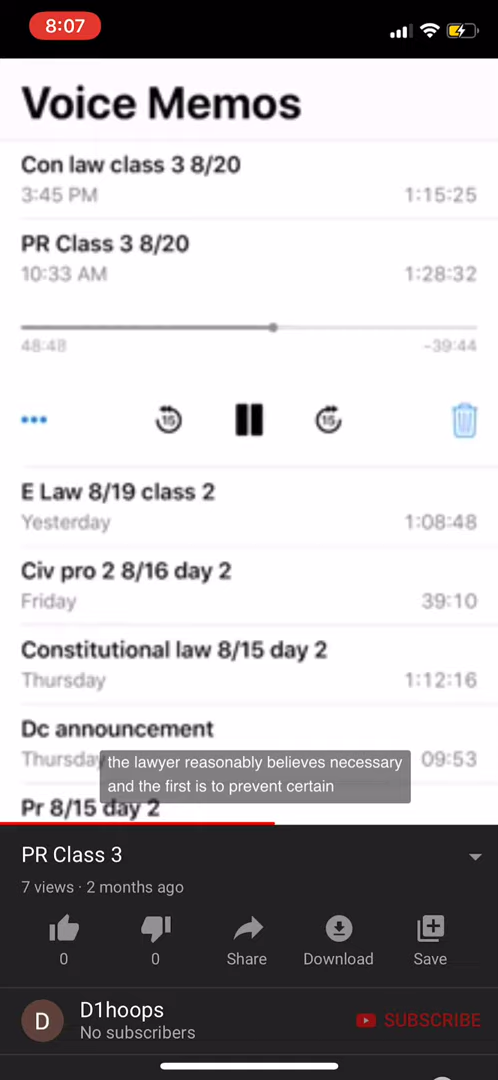 8:07
Voice Memos
Con law class 3 8/20
3:45 PM 1:15:25
PR Class 3 8/20
10:33 AM 1:28:32
48:48 -39:44
15 15
E Law 8/19 class 2
Yesterday 1:08:48
Civ pro 2 8/16 day 2
Friday 39:10
Constitutional law 8/15 day 2
Thursday 1:12:16
Dc announcement
Thursday 09:53
the lawyer reasonably believes necessary
and the first is to prevent certain
Pr 8/15 day 2
PR Class 3
7 views · 2 months ago
0 0 Share Download Save
D D1hoops
No subscribers
SUBSCRIBE